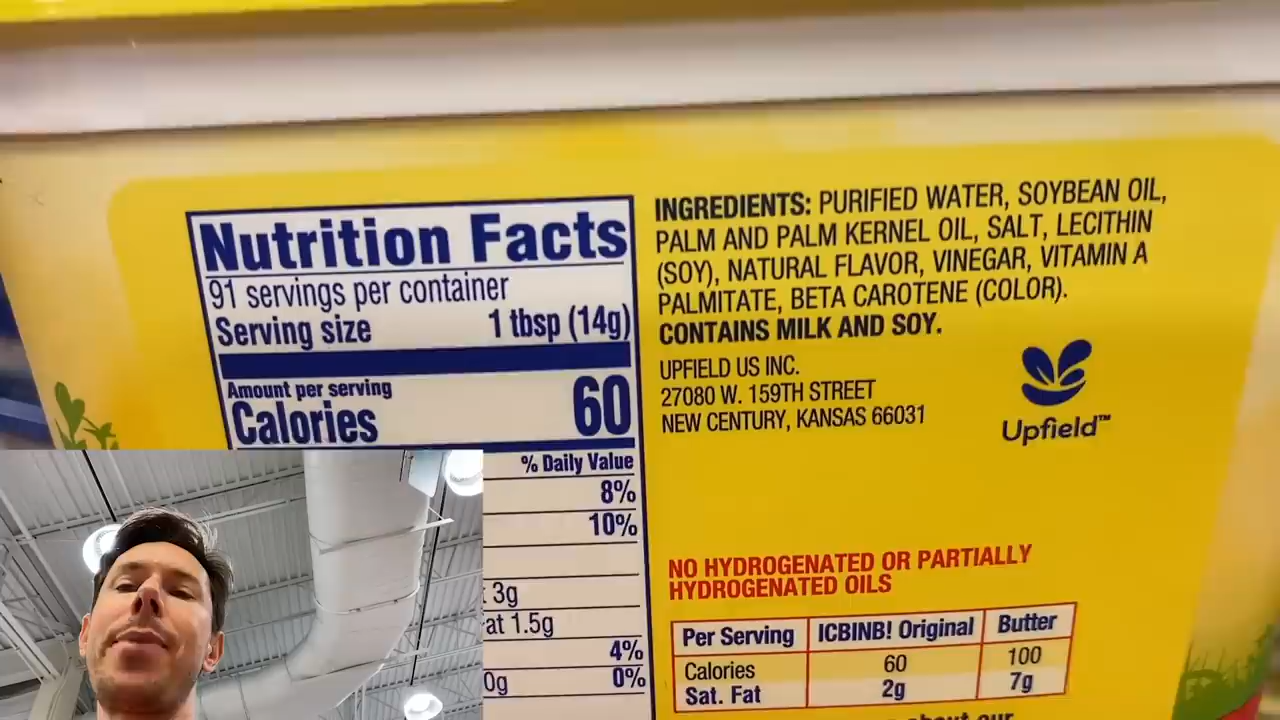 Nutrition Facts
91 servings per container
Serving size 1 tbsp (14g)
Amount per serving
Calories 60
% Daily Value
8%
10%
3g
at 1.5g
4%
0g 0%
INGREDIENTS: PURIFIED WATER, SOYBEAN OIL,
PALM AND PALM KERNEL OIL, SALT, LECITHIN
(SOY), NATURAL FLAVOR, VINEGAR, VITAMIN A
PALMITATE, BETA CAROTENE (COLOR).
CONTAINS MILK AND SOY.
UPFIELD US INC.
27080 W. 159TH STREET
NEW CENTURY, KANSAS 66031
Upfield™
NO HYDROGENATED OR PARTIALLY
HYDROGENATED OILS
Per Serving ICBINB! Original Butter
Calories 60 100
Sat. Fat 2g 7g
about our